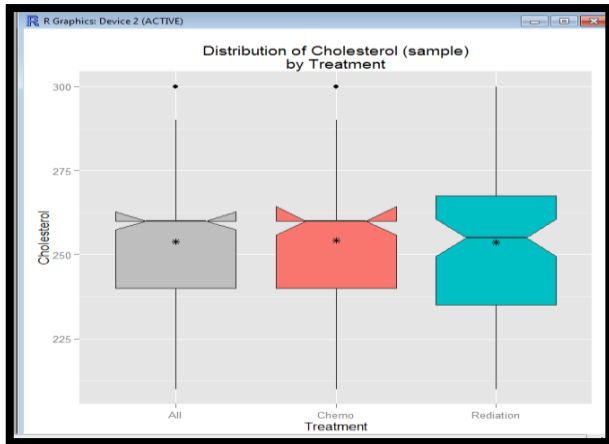 R Graphics: Device 2 (ACTIVE)
Distribution of Cholesterol (sample)
by Treatment
300
275
250
225
Cholesterol
All
Chemo
Rediation
Treatment